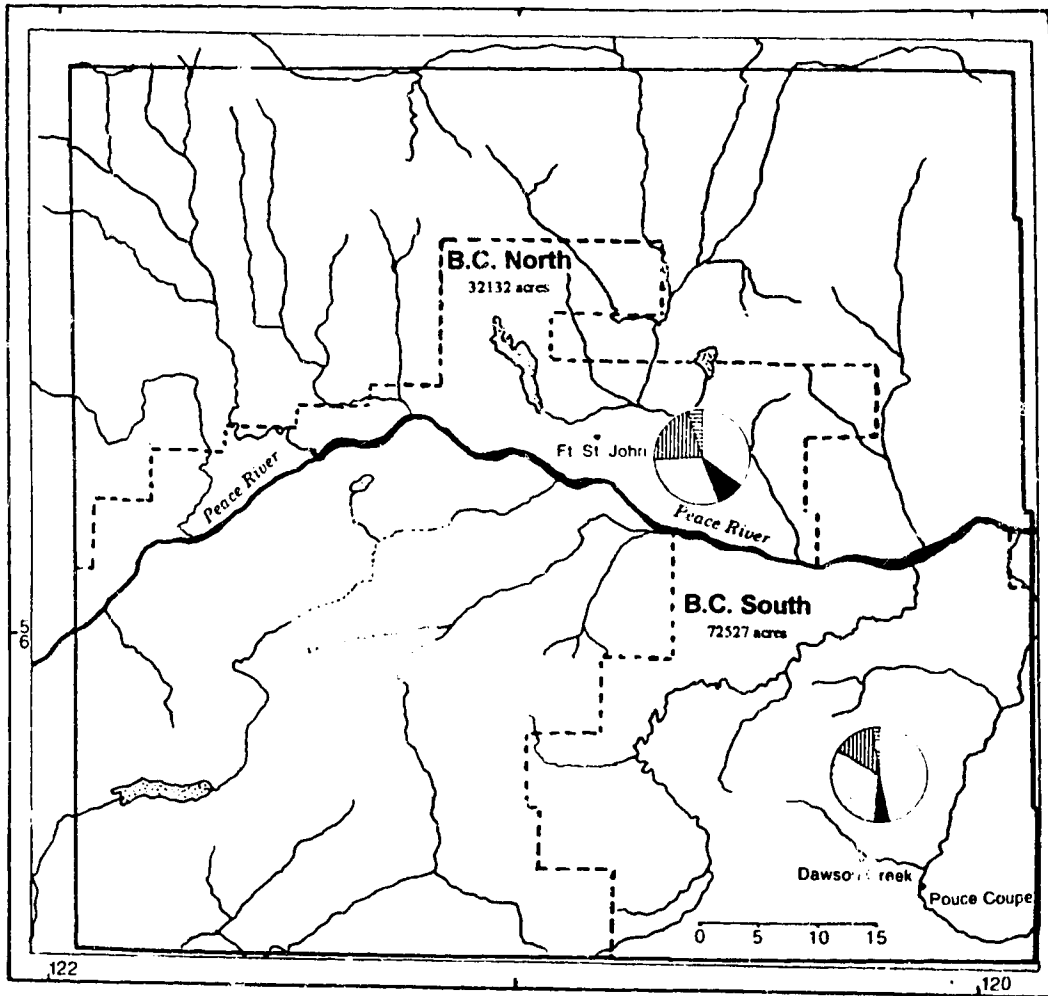 B.C. North
32132 acres
Ft St John
Peace River
Peace River
B.C. South
72527 acres
56
Pouce Coupe
0 5 10 15
122
120